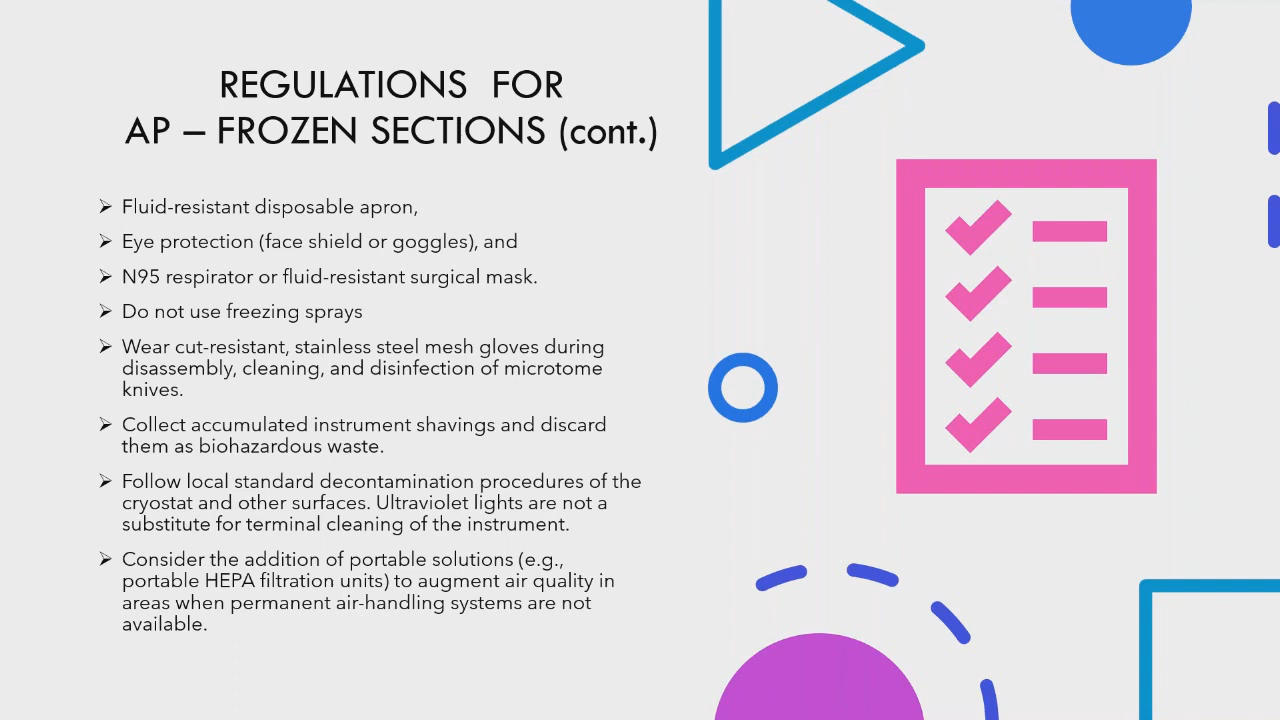 REGULATIONS FOR
AP – FROZEN SECTIONS (cont.)
➢ Fluid-resistant disposable apron,
➢ Eye protection (face shield or goggles), and
➢ N95 respirator or fluid-resistant surgical mask.
➢ Do not use freezing sprays
➢ Wear cut-resistant, stainless steel mesh gloves during
disassembly, cleaning, and disinfection of microtome
knives.
➢ Collect accumulated instrument shavings and discard
them as biohazardous waste.
➢ Follow local standard decontamination procedures of the
cryostat and other surfaces. Ultraviolet lights are not a
substitute for terminal cleaning of the instrument.
➢ Consider the addition of portable solutions (e.g.,
portable HEPA filtration units) to augment air quality in
areas when permanent air-handling systems are not
available.